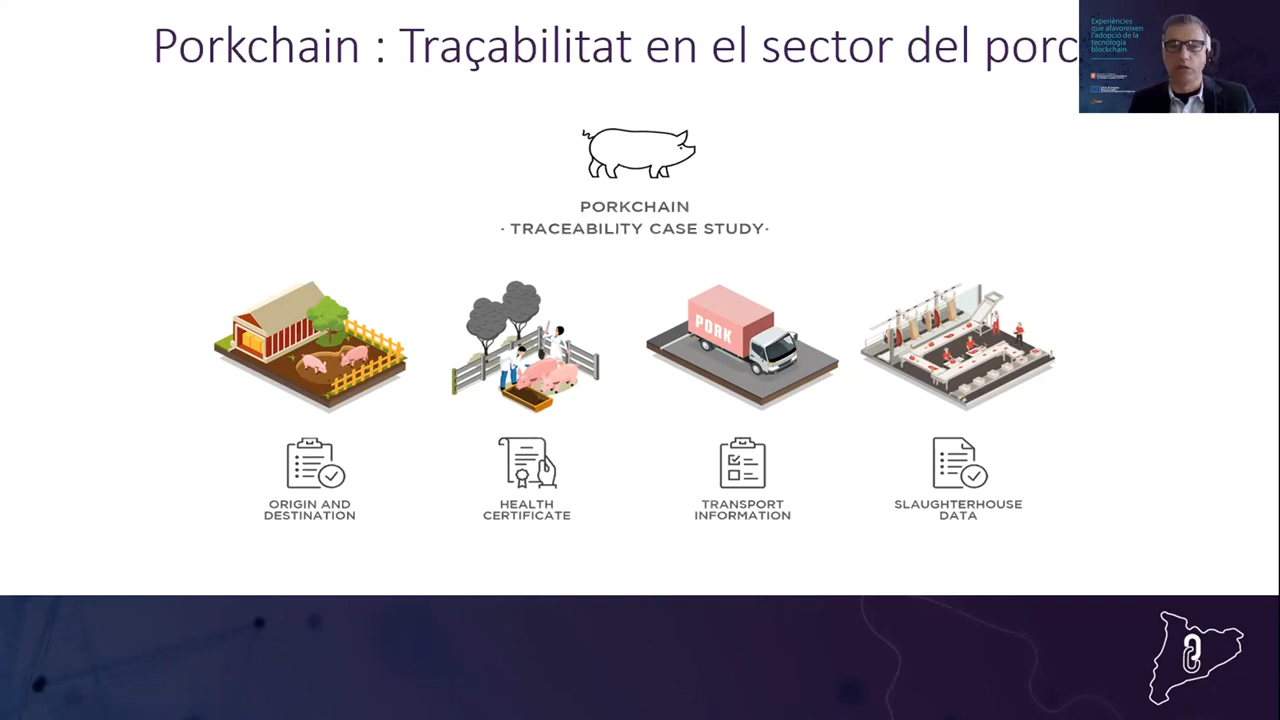 Porkchain : Traçabilitat en el sector del porc
Experiències
que afavoreixen
l'adopció de la
tecnologia
blockchain
PORKCHAIN
· TRACEABILITY CASE STUDY·
PORK
ORIGIN AND
DESTINATION
HEALTH
CERTIFICATE
TRANSPORT
INFORMATION
SLAUGHTERHOUSE
DATA